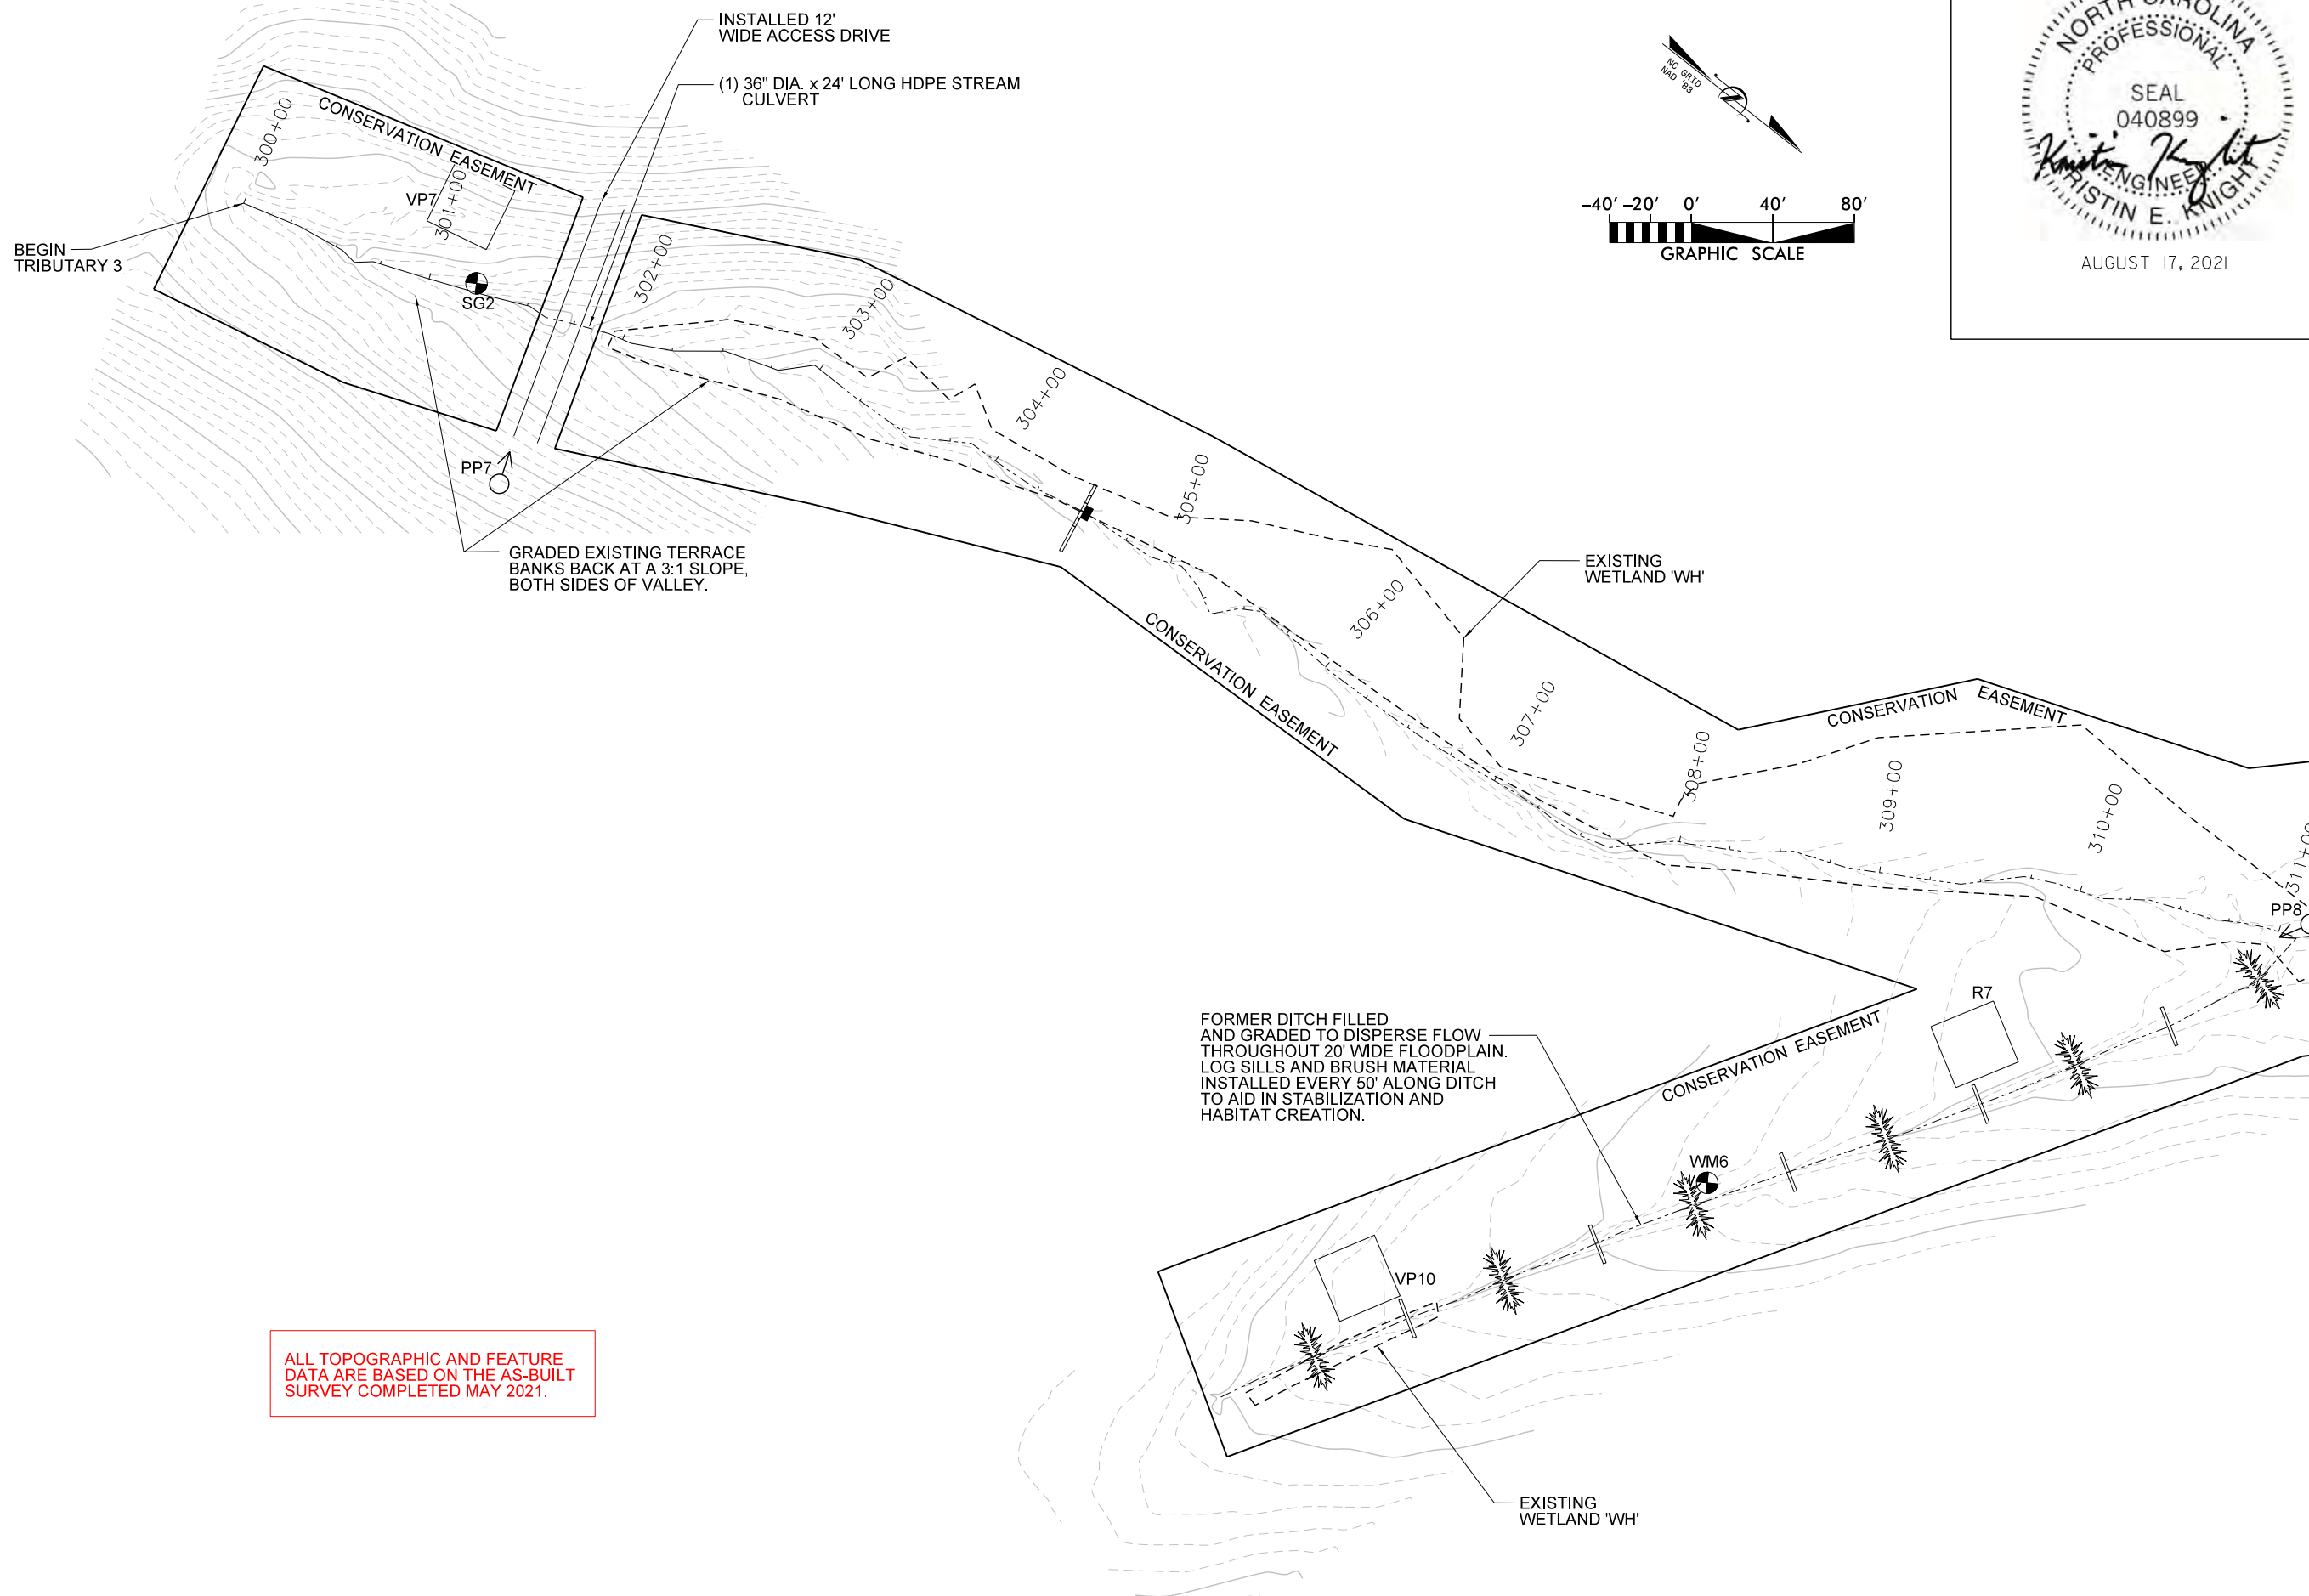 INSTALLED 12'
WIDE ACCESS DRIVE
(1) 36" DIA. x 24' LONG HDPE STREAM
CULVERT
NC GRID
NAD '83
-40' -20' 0' 40' 80'
GRAPHIC SCALE
NORTH CAROLINA
PROFESSIONAL
SEAL
040899
ENGINEER
KRISTIN E. KNIGHT
AUGUST 17, 2021
CONSERVATION EASEMENT
300+00
VP7
301+00
BEGIN
TRIBUTARY 3
SG2
302+00
303+00
304+00
305+00
PP7
GRADED EXISTING TERRACE
BANKS BACK AT A 3:1 SLOPE,
BOTH SIDES OF VALLEY.
EXISTING
WETLAND 'WH'
306+00
CONSERVATION EASEMENT
307+00
308+00
CONSERVATION EASEMENT
309+00
310+00
311+00
PP8
R7
FORMER DITCH FILLED
AND GRADED TO DISPERSE FLOW
THROUGHOUT 20' WIDE FLOODPLAIN.
LOG SILLS AND BRUSH MATERIAL
INSTALLED EVERY 50' ALONG DITCH
TO AID IN STABILIZATION AND
HABITAT CREATION.
CONSERVATION EASEMENT
WM6
VP10
ALL TOPOGRAPHIC AND FEATURE
DATA ARE BASED ON THE AS-BUILT
SURVEY COMPLETED MAY 2021.
EXISTING
WETLAND 'WH'